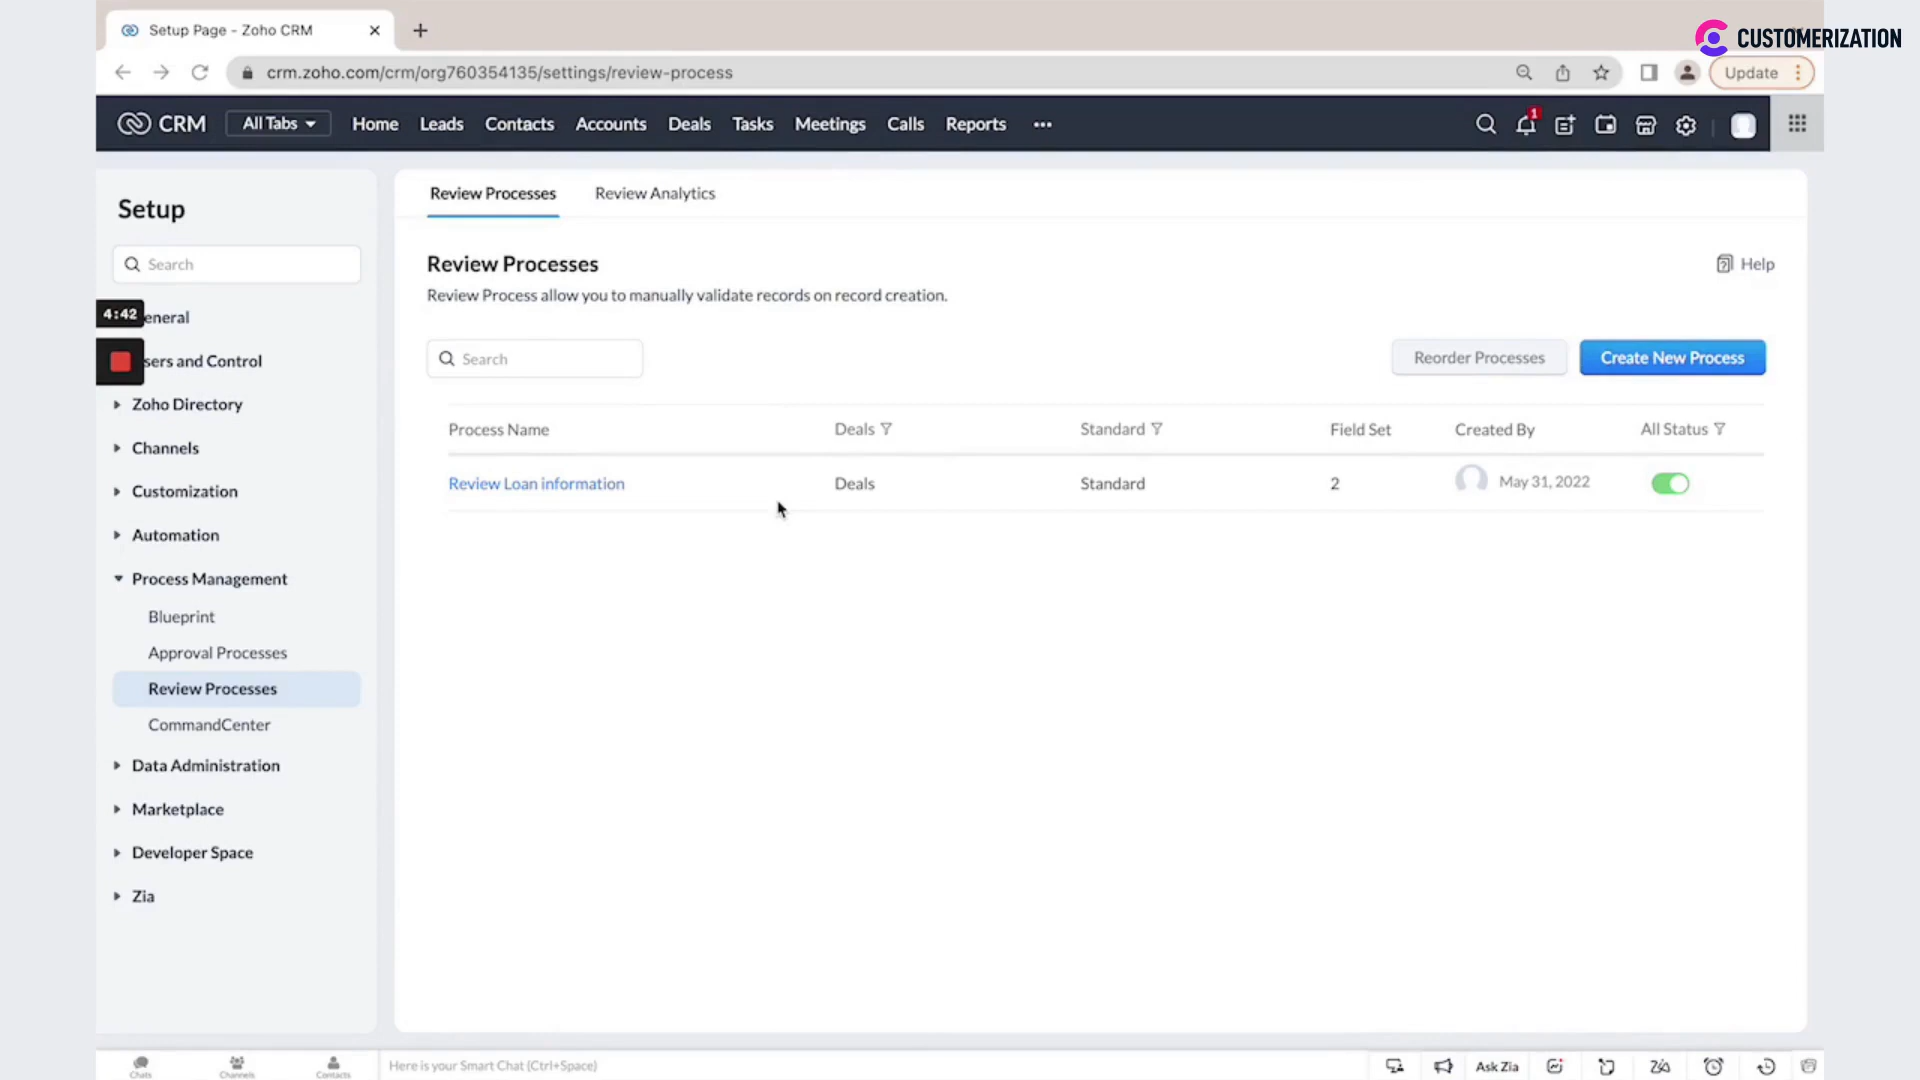 Setup Page - Zoho CRM
CUSTOMERIZATION
crm.zoho.com/crm/org760354135/settings/review-process
Update
CRM
All Tabs
Home
Leads
Contacts
Accounts
Deals
Tasks
Meetings
Calls
Reports
1
Setup
Search
4:42
eneral
sers and Control
Zoho Directory
Channels
Customization
Automation
Process Management
Blueprint
Approval Processes
Review Processes
CommandCenter
Data Administration
Marketplace
Developer Space
Zia
Review Processes
Review Analytics
Review Processes
Help
Review Process allow you to manually validate records on record creation.
Search
Reorder Processes
Create New Process
Process Name
Deals
Standard
Field Set
Created By
All Status
Review Loan information
Deals
Standard
2
May 31, 2022
Chats
Channels
Contacts
Here is your Smart Chat (Ctrl+Space)
Ask Zia